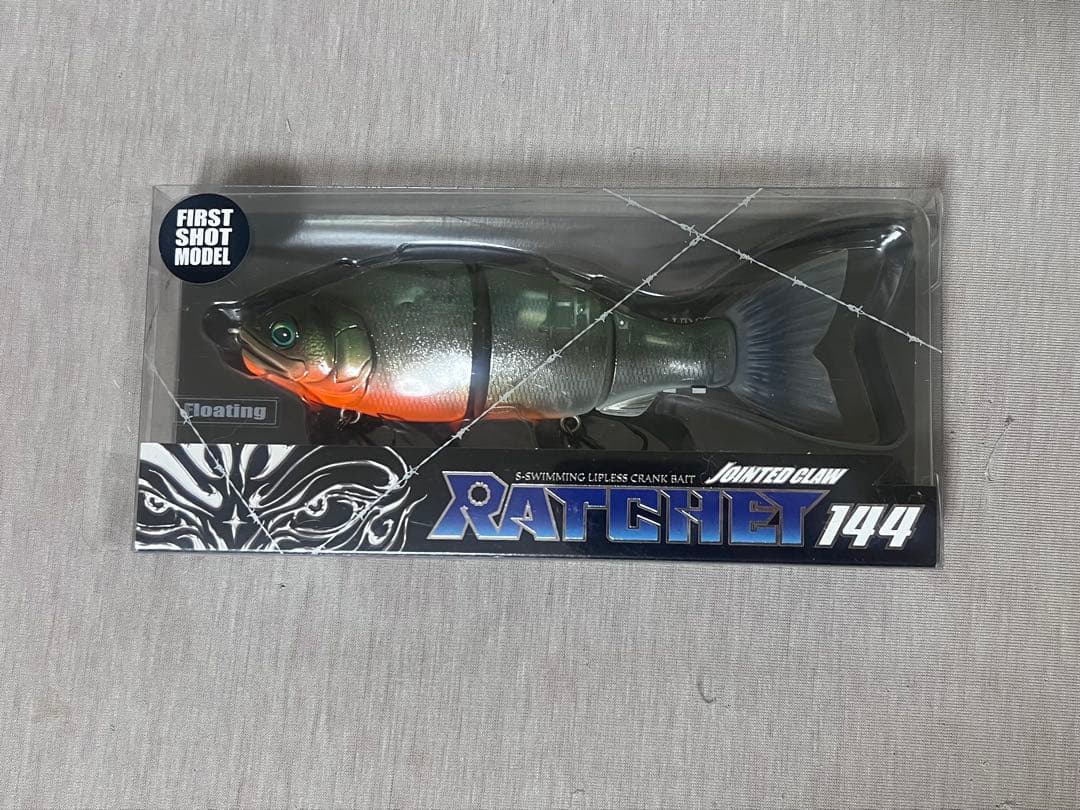 FIRST
SHOT
MODEL
Floating
S-SWIMMING LIPLESS CRANK BAIT
JOINTED CLAW
RATCHET
144